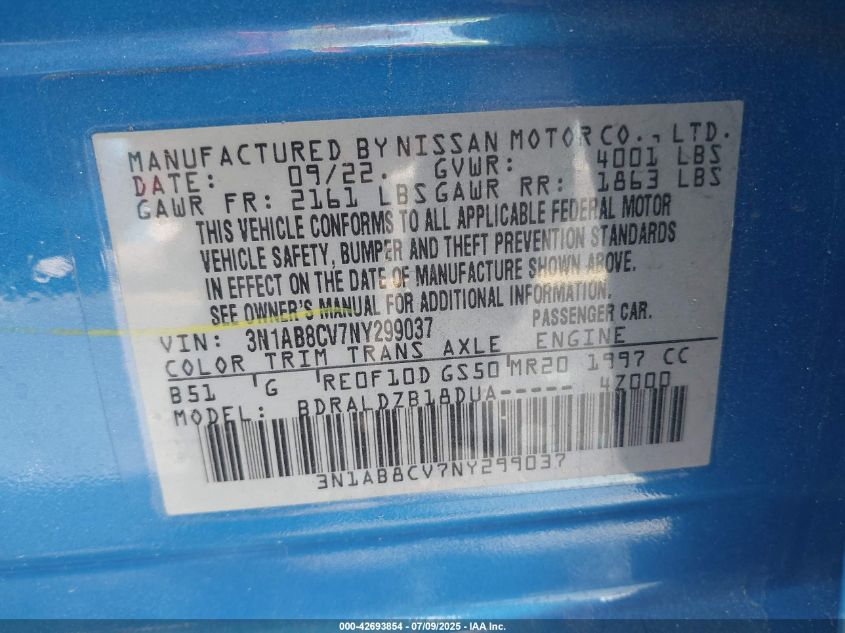 MANUFACTURED BY NISSAN MOTOR CO., LTD.
DATE: 09/22. GVWR: 4001 LBS
GAWR FR: 2161 LBS GAWR RR: 1863 LBS
THIS VEHICLE CONFORMS TO ALL APPLICABLE FEDERAL MOTOR
VEHICLE SAFETY, BUMPER AND THEFT PREVENTION STANDARDS
IN EFFECT ON THE DATE OF MANUFACTURE SHOWN ABOVE.
SEE OWNER'S MANUAL FOR ADDITIONAL INFORMATION.
VIN: 3N1AB8CV7NY299037 PASSENGER CAR.
COLOR TRIM TRANS AXLE ENGINE
B51 G RE0F10D GS50 MR20 1997 CC
MODEL: BDRALDZB18DUA----- 47000
3N1AB8CV7NY299037
000-42693854 - 07/09/2025 - IAA Inc.